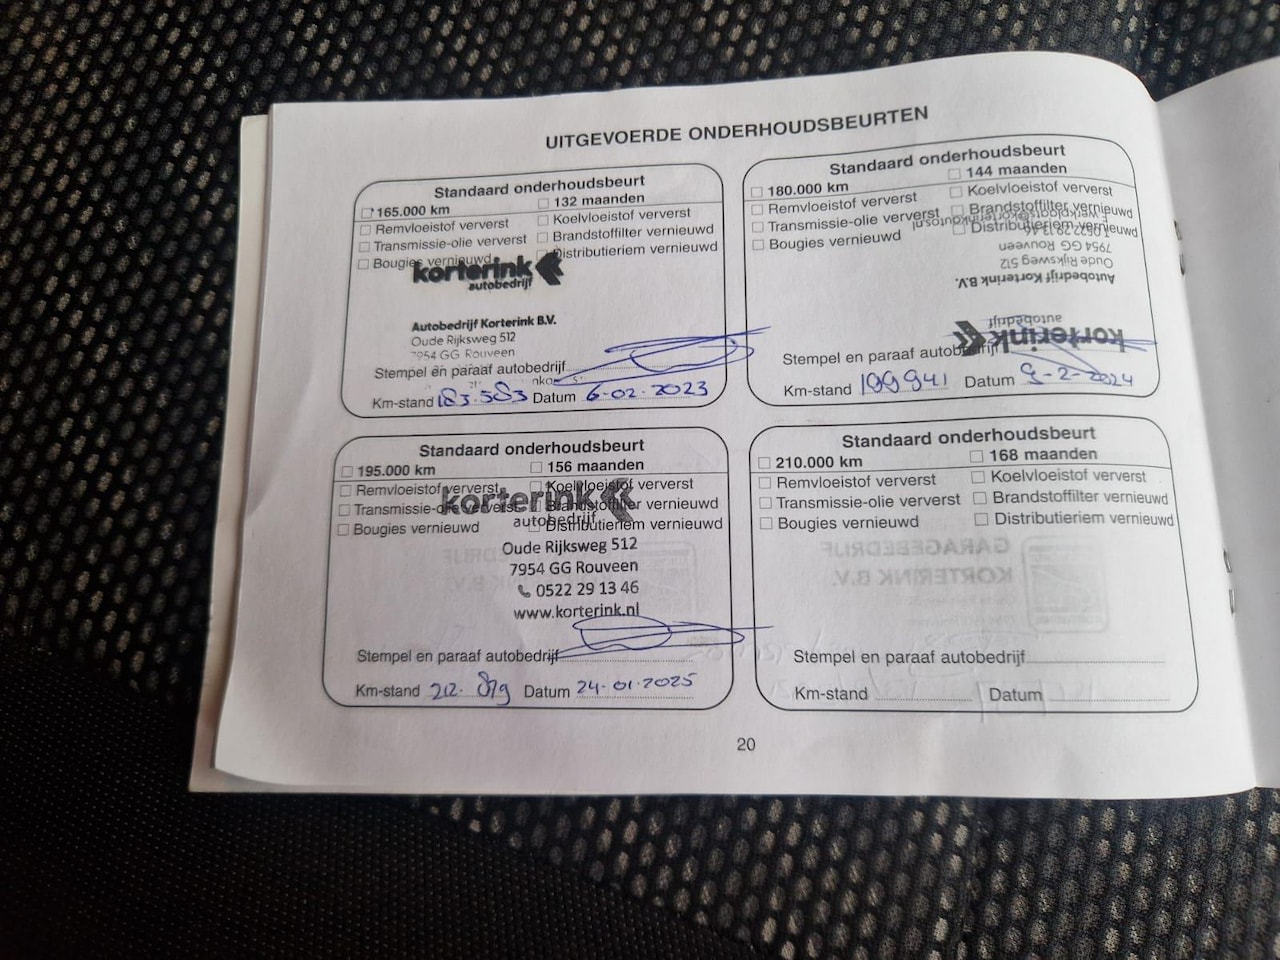 UITGEVOERDE ONDERHOUDSBEURTEN
Standaard onderhoudsbeurt
165.000 km
132 maanden
Remvloeistof ververst
Koelvloeistof ververst
Transmissie-olie ververst
Brandstoffilter vernieuwd
Bougies vernieuwd
Distributieriem vernieuwd
korterink
autobedrijf
Autobedrijf Korterink B.V.
Oude Rijksweg 512
7954 GG Rouveen
Stempel en paraaf autobedrijf
Km-stand 183.583 Datum 6-02-2023
Standaard onderhoudsbeurt
180.000 km
144 maanden
Remvloeistof ververst
Koelvloeistof ververst
Transmissie-olie ververst
Brandstoffilter vernieuwd
Bougies vernieuwd
Distributieriem vernieuwd
korterink
autobedrijf
Autobedrijf Korterink B.V.
Oude Rijksweg 512
7954 GG Rouveen
0522 29 13 46
Stempel en paraaf autobedrijf
Km-stand 199941 Datum 9-2-2024
Standaard onderhoudsbeurt
195.000 km
156 maanden
Remvloeistof ververst
Koelvloeistof ververst
Transmissie-olie ververst
Brandstoffilter vernieuwd
Bougies vernieuwd
Distributieriem vernieuwd
korterink
autobedrijf
Oude Rijksweg 512
7954 GG Rouveen
0522 29 13 46
www.korterink.nl
Stempel en paraaf autobedrijf
Km-stand 212.819 Datum 24-01-2025
Standaard onderhoudsbeurt
210.000 km
168 maanden
Remvloeistof ververst
Koelvloeistof ververst
Transmissie-olie ververst
Brandstoffilter vernieuwd
Bougies vernieuwd
Distributieriem vernieuwd
GARAGEBEDRIJF
KORTERINK B.V.
Stempel en paraaf autobedrijf
Km-stand Datum
20